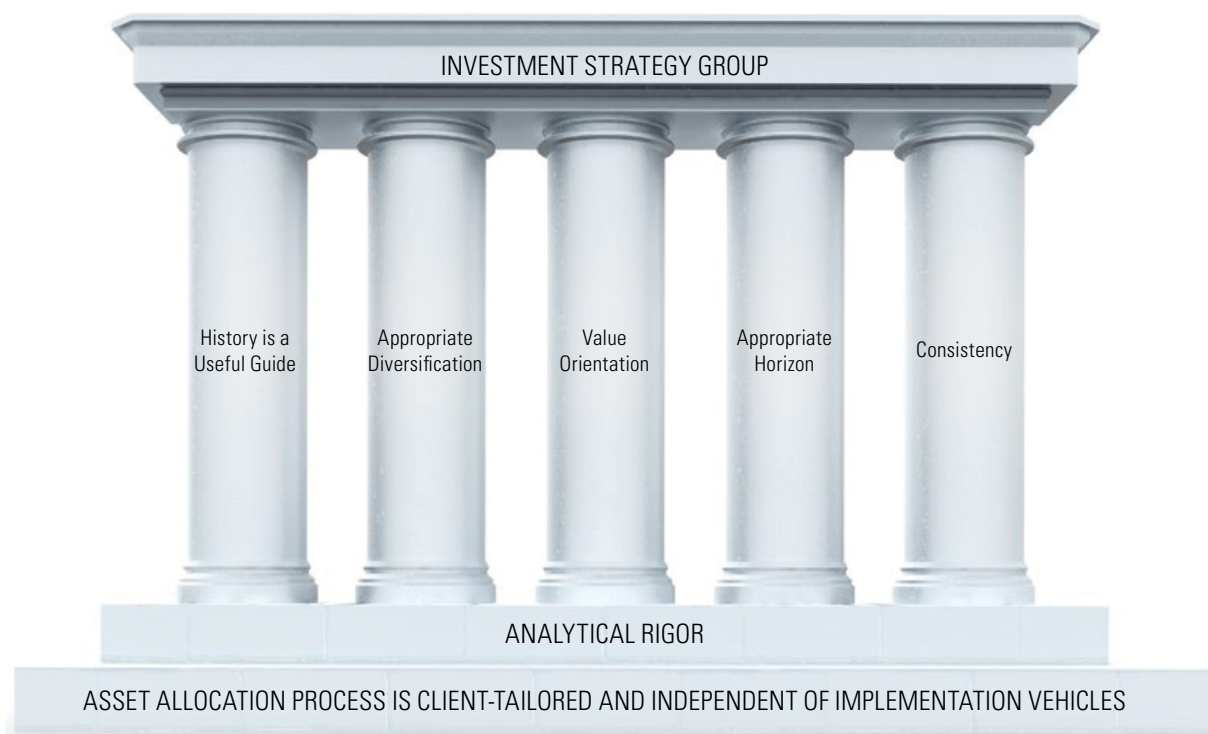 INVESTMENT STRATEGY GROUP
History is a
Useful Guide
Appropriate
Diversification
Value
Orientation
Appropriate
Horizon
Consistency
ANALYTICAL RIGOR
ASSET ALLOCATION PROCESS IS CLIENT-TAILORED AND INDEPENDENT OF IMPLEMENTATION VEHICLES